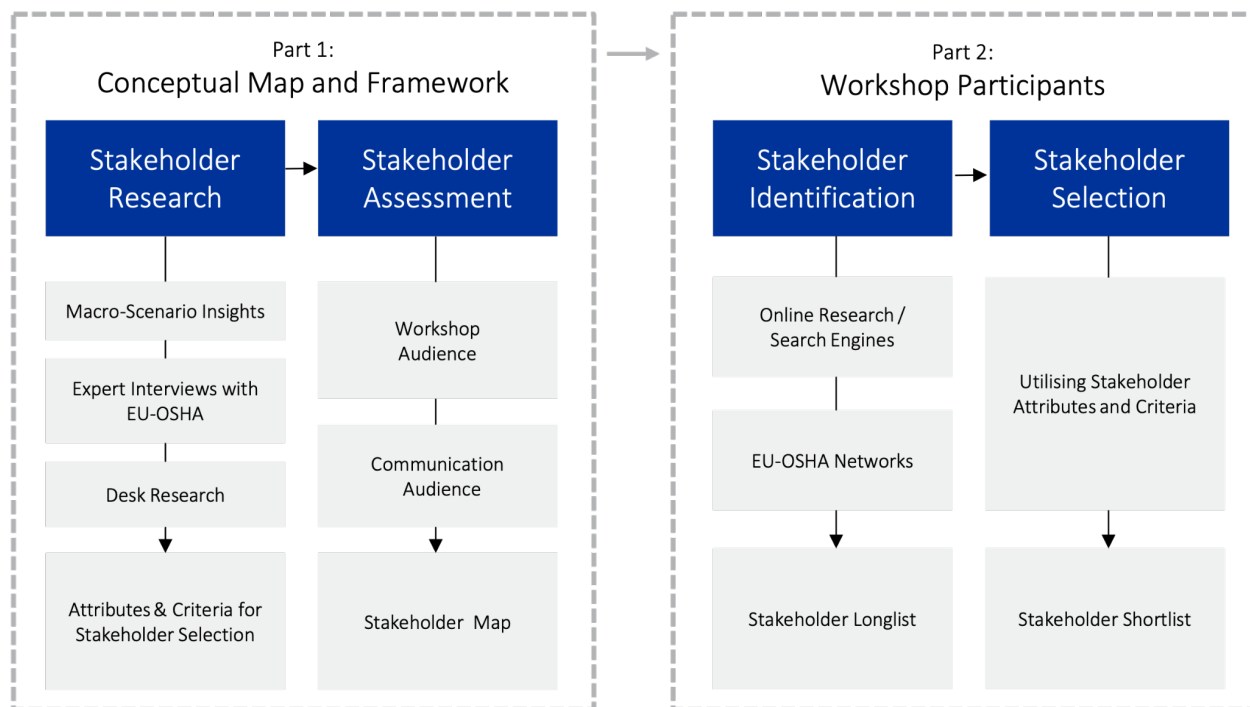 Part 1:
Conceptual Map and Framework
Stakeholder
Research
Stakeholder
Assessment
Macro-Scenario Insights
Expert Interviews with
EU-OSHA
Desk Research
Attributes & Criteria for
Stakeholder Selection
Workshop
Audience
Communication
Audience
Stakeholder Map
Part 2:
Workshop Participants
Stakeholder
Identification
Stakeholder
Selection
Online Research /
Search Engines
EU-OSHA Networks
Stakeholder Longlist
Utilising Stakeholder
Attributes and Criteria
Stakeholder Shortlist